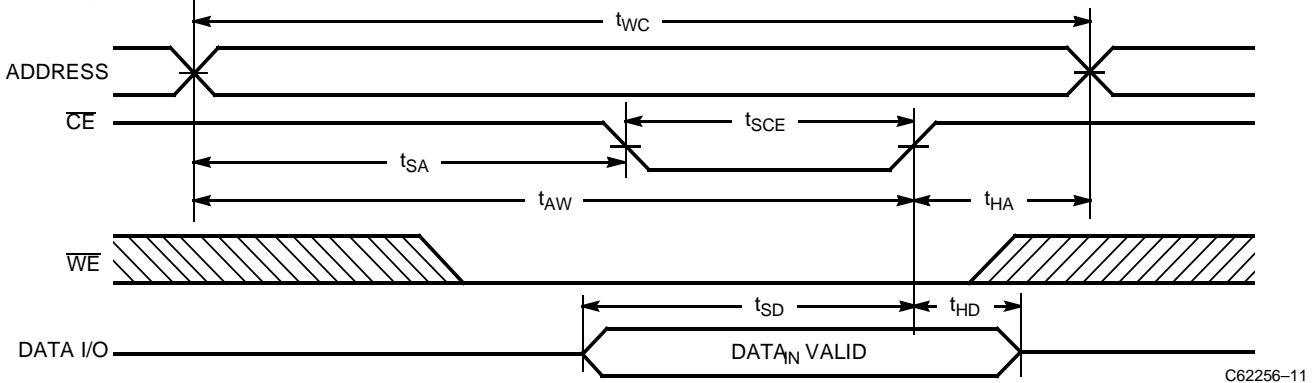 tWC
ADDRESS
CE
tSCE
tSA
tAW
tHA
WE
tSD
tHD
DATA I/O
DATAIN VALID
C62256–11